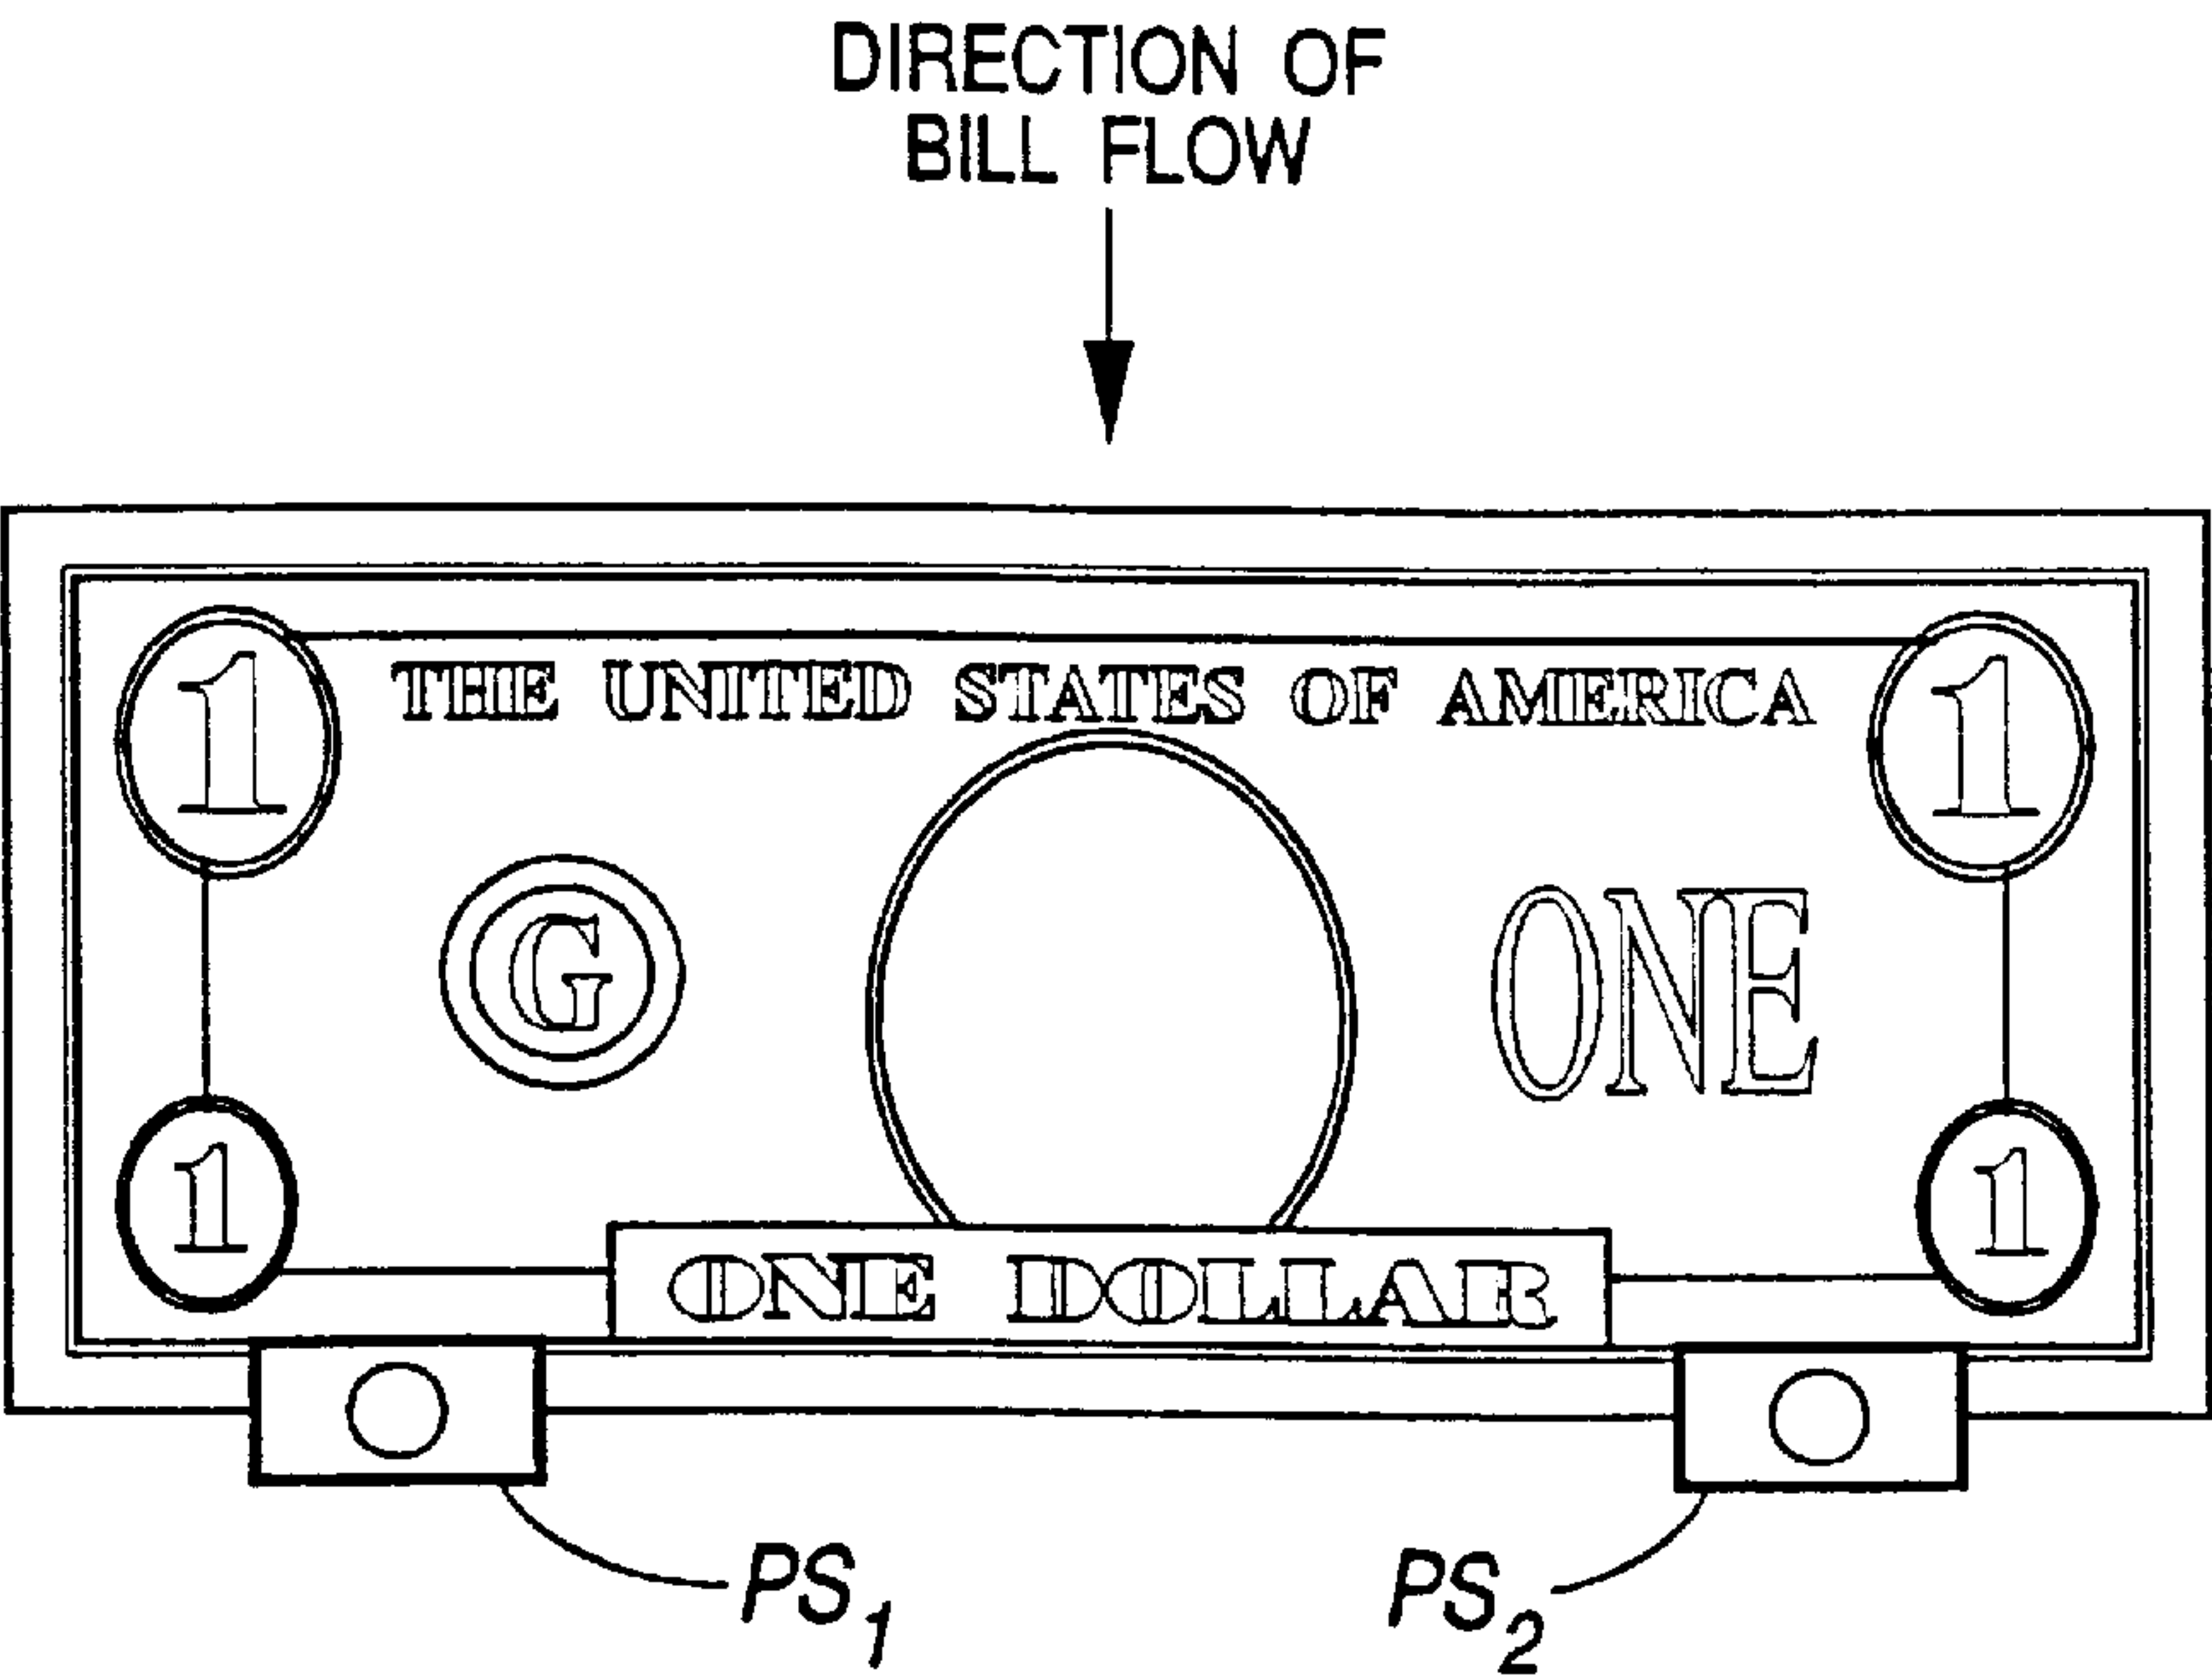 DIRECTION OF
BILL FLOW
1 THE UNITED STATES OF AMERICA 1
G ONE
1 1
ONE DOLLAR
PS1 PS2